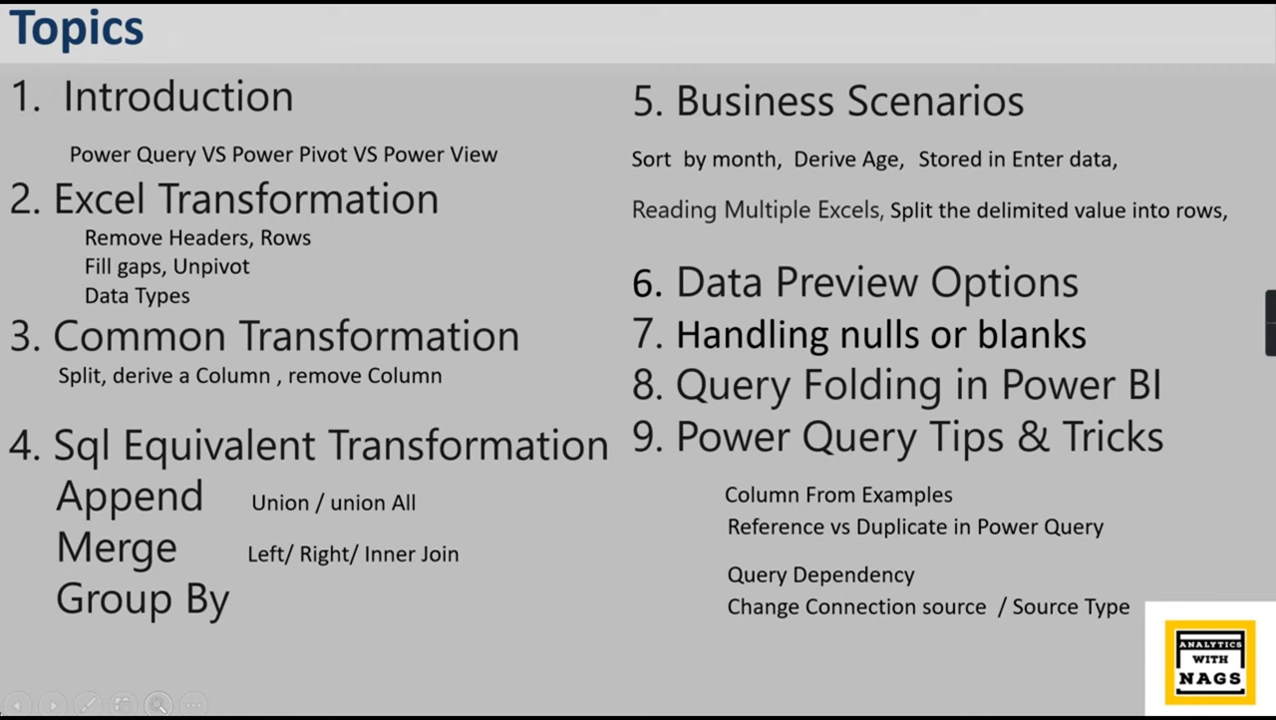 Topics
1. Introduction
Power Query VS Power Pivot VS Power View
2. Excel Transformation
Remove Headers, Rows
Fill gaps, Unpivot
Data Types
3. Common Transformation
Split, derive a Column , remove Column
4. Sql Equivalent Transformation
Append Union / union All
Merge Left/ Right/ Inner Join
Group By
5. Business Scenarios
Sort by month, Derive Age, Stored in Enter data,
Reading Multiple Excels, Split the delimited value into rows,
6. Data Preview Options
7. Handling nulls or blanks
8. Query Folding in Power BI
9. Power Query Tips & Tricks
Column From Examples
Reference vs Duplicate in Power Query
Query Dependency
Change Connection source / Source Type
ANALYTICS
WITH
NAGS